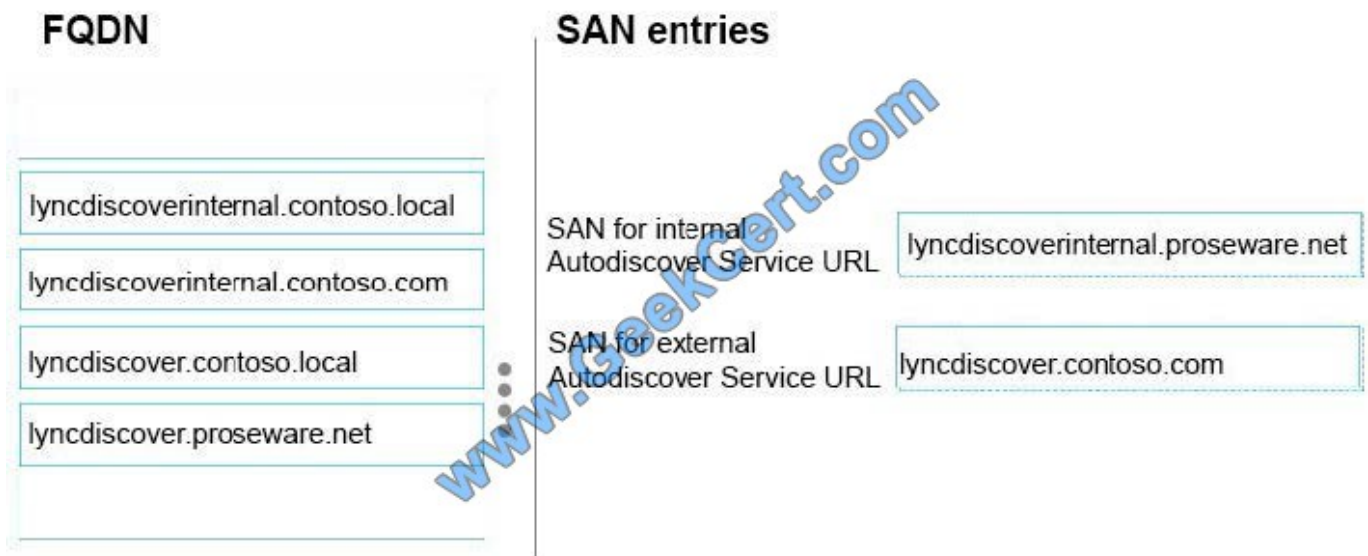 FQDN
SAN entries
lyncdiscoverinternal.contoso.local
lyncdiscoverinternal.contoso.com
lyncdiscover.contoso.local
lyncdiscover.proseware.net
SAN for internal
Autodiscover Service URL
lyncdiscoverinternal.proseware.net
SAN for external
Autodiscover Service URL
lyncdiscover.contoso.com
www.GeekCert.com